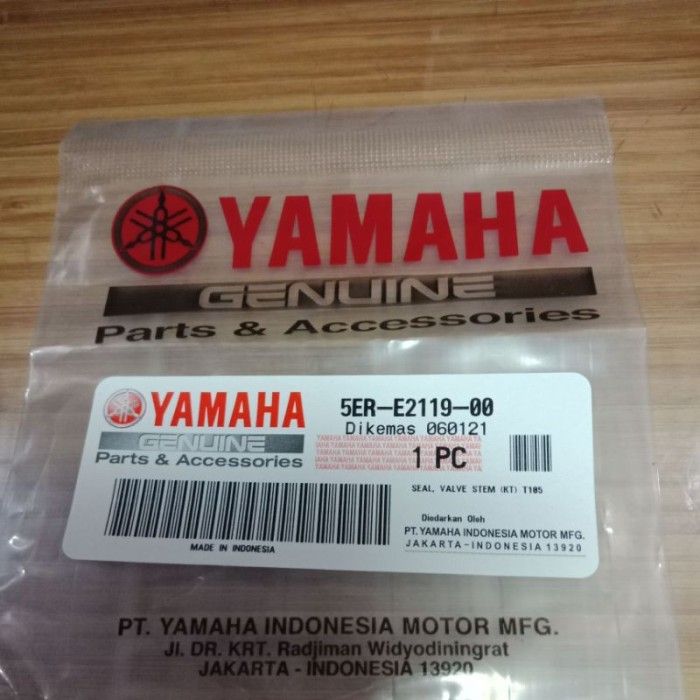 YAMAHA
GENUINE
Parts & Accessories
YAMAHA
GENUINE
Parts & Accessories
MADE IN INDONESIA
5ER-E2119-00
Dikemas 060121
1 PC
SEAL, VALVE STEM (KT) T105
Diedarkan Oleh
PT. YAMAHA INDONESIA MOTOR MFG.
JAKARTA-INDONESIA 13920
PT. YAMAHA INDONESIA MOTOR MFG.
Jl. DR. KRT. Radjiman Widyodiningrat
JAKARTA - INDONESIA 13920